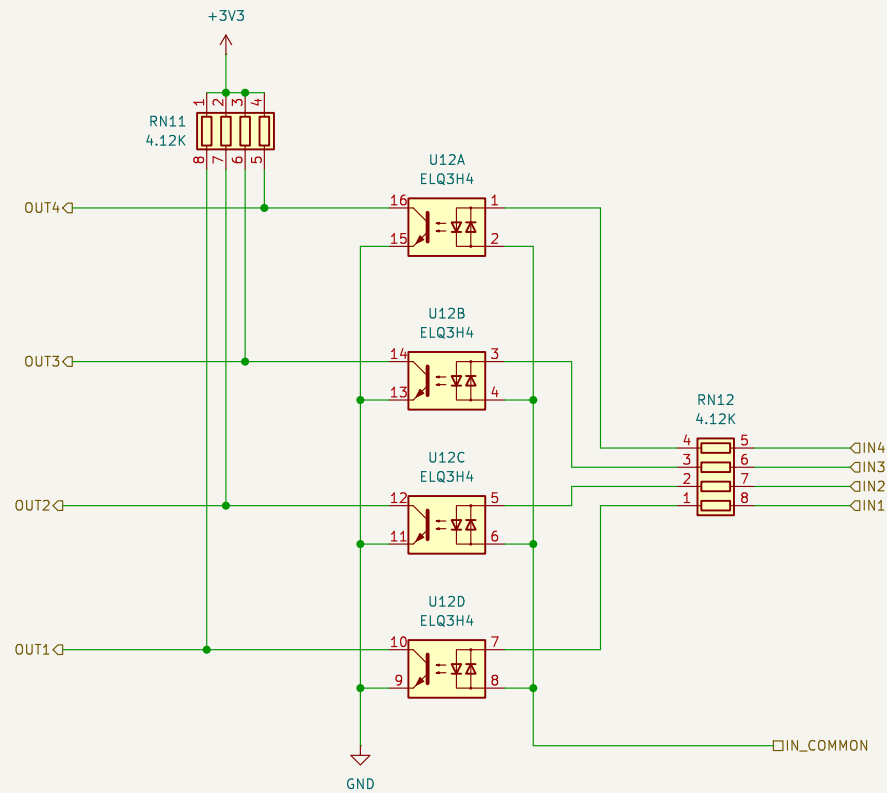 +3V3
1 2 3 4
RN11
4.12K
8 7 6 5
U12A
ELQ3H4
OUT4
16 1
15 2
U12B
ELQ3H4
OUT3
14 3
13 4
RN12
4.12K
4 5 IN4
3 6 IN3
2 7 IN2
1 8 IN1
U12C
ELQ3H4
OUT2
12 5
11 6
U12D
ELQ3H4
OUT1
10 7
9 8
IN_COMMON
GND